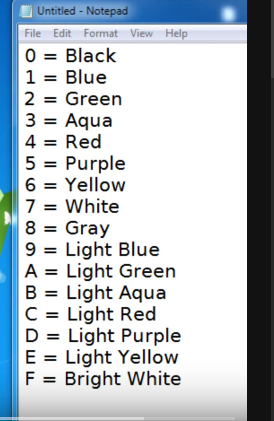 Untitled - Notepad
File Edit Format View Help
0 = Black
1 = Blue
2 = Green
3 = Aqua
4 = Red
5 = Purple
6 = Yellow
7 = White
8 = Gray
9 = Light Blue
A = Light Green
B = Light Aqua
C = Light Red
D = Light Purple
E = Light Yellow
F = Bright White